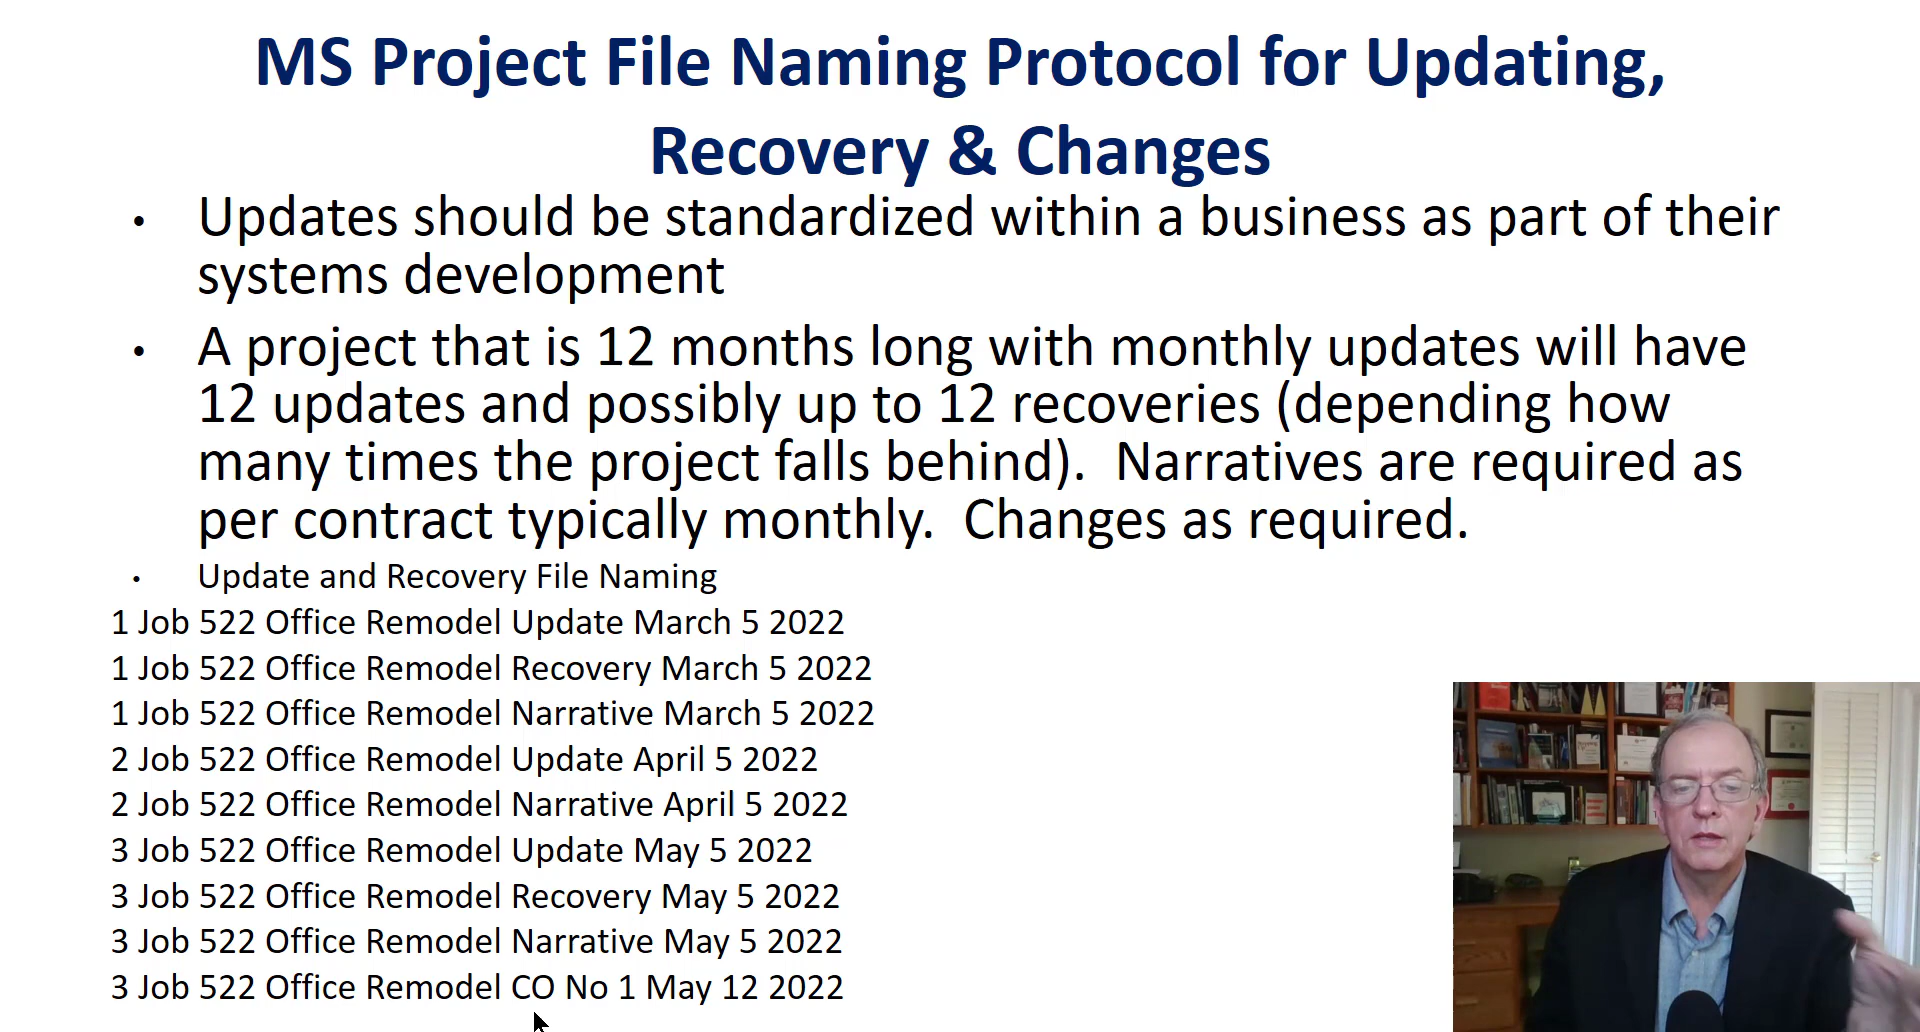 MS Project File Naming Protocol for Updating,
Recovery & Changes
• Updates should be standardized within a business as part of their
systems development
• A project that is 12 months long with monthly updates will have
12 updates and possibly up to 12 recoveries (depending how
many times the project falls behind).  Narratives are required as
per contract typically monthly.  Changes as required.
• Update and Recovery File Naming
1 Job 522 Office Remodel Update March 5 2022
1 Job 522 Office Remodel Recovery March 5 2022
1 Job 522 Office Remodel Narrative March 5 2022
2 Job 522 Office Remodel Update April 5 2022
2 Job 522 Office Remodel Narrative April 5 2022
3 Job 522 Office Remodel Update May 5 2022
3 Job 522 Office Remodel Recovery May 5 2022
3 Job 522 Office Remodel Narrative May 5 2022
3 Job 522 Office Remodel CO No 1 May 12 2022